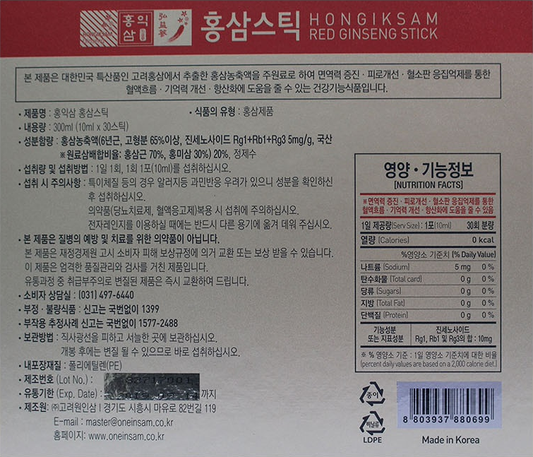 홍익삼 홍삼스틱 HONGIKSAM
RED GINSENG STICK
본 제품은 대한민국 특산품인 고려홍삼에서 추출한 홍삼농축액을 주원료로 하여 면역력 증진 · 피로개선 · 혈소판 응집억제를 통한
혈액흐름 · 기억력 개선 · 항산화에 도움을 줄 수 있는 건강기능식품입니다.
• 제품명 : 홍익삼 홍삼스틱 • 식품의 유형 : 홍삼제품
• 내용량 : 300ml (10ml x 30스틱)
• 성분함량 : 홍삼농축액(6년근, 고형분 65%이상, 진세노사이드 Rg1+Rb1+Rg3 5mg/g, 국산
※원료삼배합비율: 홍삼근 70%, 홍미삼 30%) 20%, 정제수
• 섭취량 및 섭취방법 : 1일 1회, 1회 1포(10ml)를 섭취하십시오.
• 섭취 시 주의사항 : 특이체질 등의 경우 알러지등 과민반응 우려가 있으니 성분을 확인하신
후 섭취하십시오.
의약품(당뇨치료제, 혈액응고제)복용 시 섭취에 주의하십시오.
전자레인지를 이용하실 때에는 반드시 다른 용기에 옮겨 데워 주십시오.
• 본 제품은 질병의 예방 및 치료를 위한 의약품이 아닙니다.
본 제품은 재정경제원 고시 소비자 피해 보상규정에 의거 교환 또는 보상 받을 수 있습니다.
이 제품은 엄격한 품질관리와 검사를 거친 제품입니다.
유통과정 중 취급부주의로 변질된 제품은 즉시 교환하여 드립니다.
• 소비자 상담실 : (031) 497-6440
• 부정 · 불량식품 : 신고는 국번없이 1399
• 부작용 추정사례 신고는 국번없이 1577-2488
• 보관방법 : 직사광선을 피하고 서늘한 곳에 보관하십시오.
개봉 후에는 변질 될 수 있으므로 바로 섭취하십시오.
• 내포장재질 : 폴리에틸렌(PE)
• 제조번호 (Lot No.) :
• 유통기한 (Exp. Date) : 까지
• 제조원 : ㈜고려원인삼 I 경기도 시흥시 마유로 82번길 119
E-mail : master@oneinsam.co.kr
홈페이지: www.oneinsam.co.kr
영양 · 기능정보
[NUTRITION FACTS]
※면역력 증진 · 피로개선 · 혈소판 응집억제를 통한
혈액흐름 · 기억력 개선 · 항산화에 도움을 줄 수 있음
1일 제공량(Serv Size) : 1포(10ml) 30회 분량
열량 (Calories) 0 kcal
%영양소 기준치 (% Daily Value)
나트륨 (Sodium) 5 mg 0 %
탄수화물 (Total card) 0 g 0 %
당류 (Sugars) 0 g 0 %
지방 (Total Fat) 0 g 0 %
단백질 (Protein) 0 g 0 %
기능성분 또는 지표성분 진세노사이드 Rg1, Rb1 및 Rg3의 합 : 10mg
※ % 영양소 기준 : 1일 영양소 기준치에 대한 비율
(percent daily values are based on a 2,000 calorie diet.)
종이
비닐류
LDPE
8 803937 880699
Made in Korea